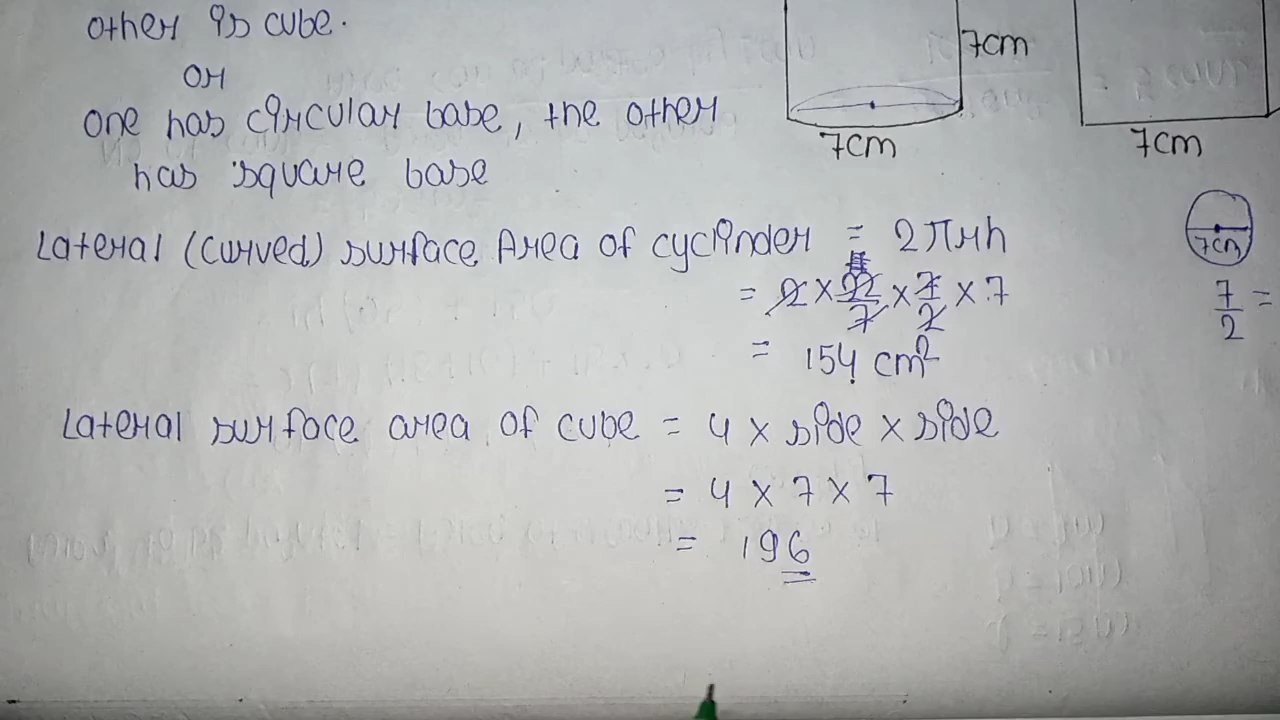 other is cube.
OR
one has circular base, the other
has square base
7cm
7cm
7cm
Lateral (curved) surface Area of cylinder = 2πrh
= 2 × 22/7 × 7/2 × 7
= 154 cm²
7cm
7/2 =
Lateral surface area of cube = 4 × side × side
= 4 × 7 × 7
= 196